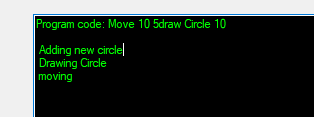 Program code: Move 10 5draw Circle 10
Adding new circle
Drawing Circle
moving